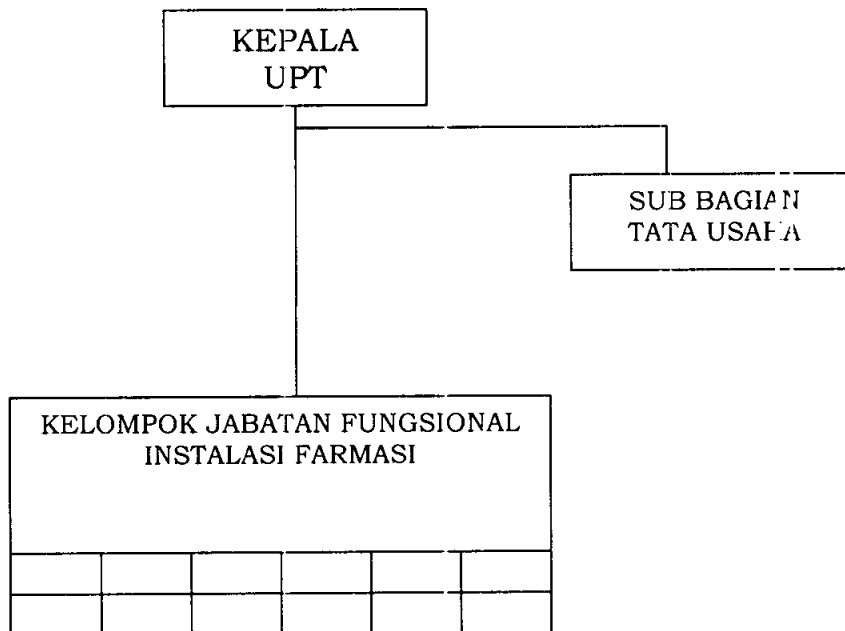 KEPALA
UPT
SUB BAGIAN
TATA USAHA
KELOMPOK JABATAN FUNGSIONAL
INSTALASI FARMASI